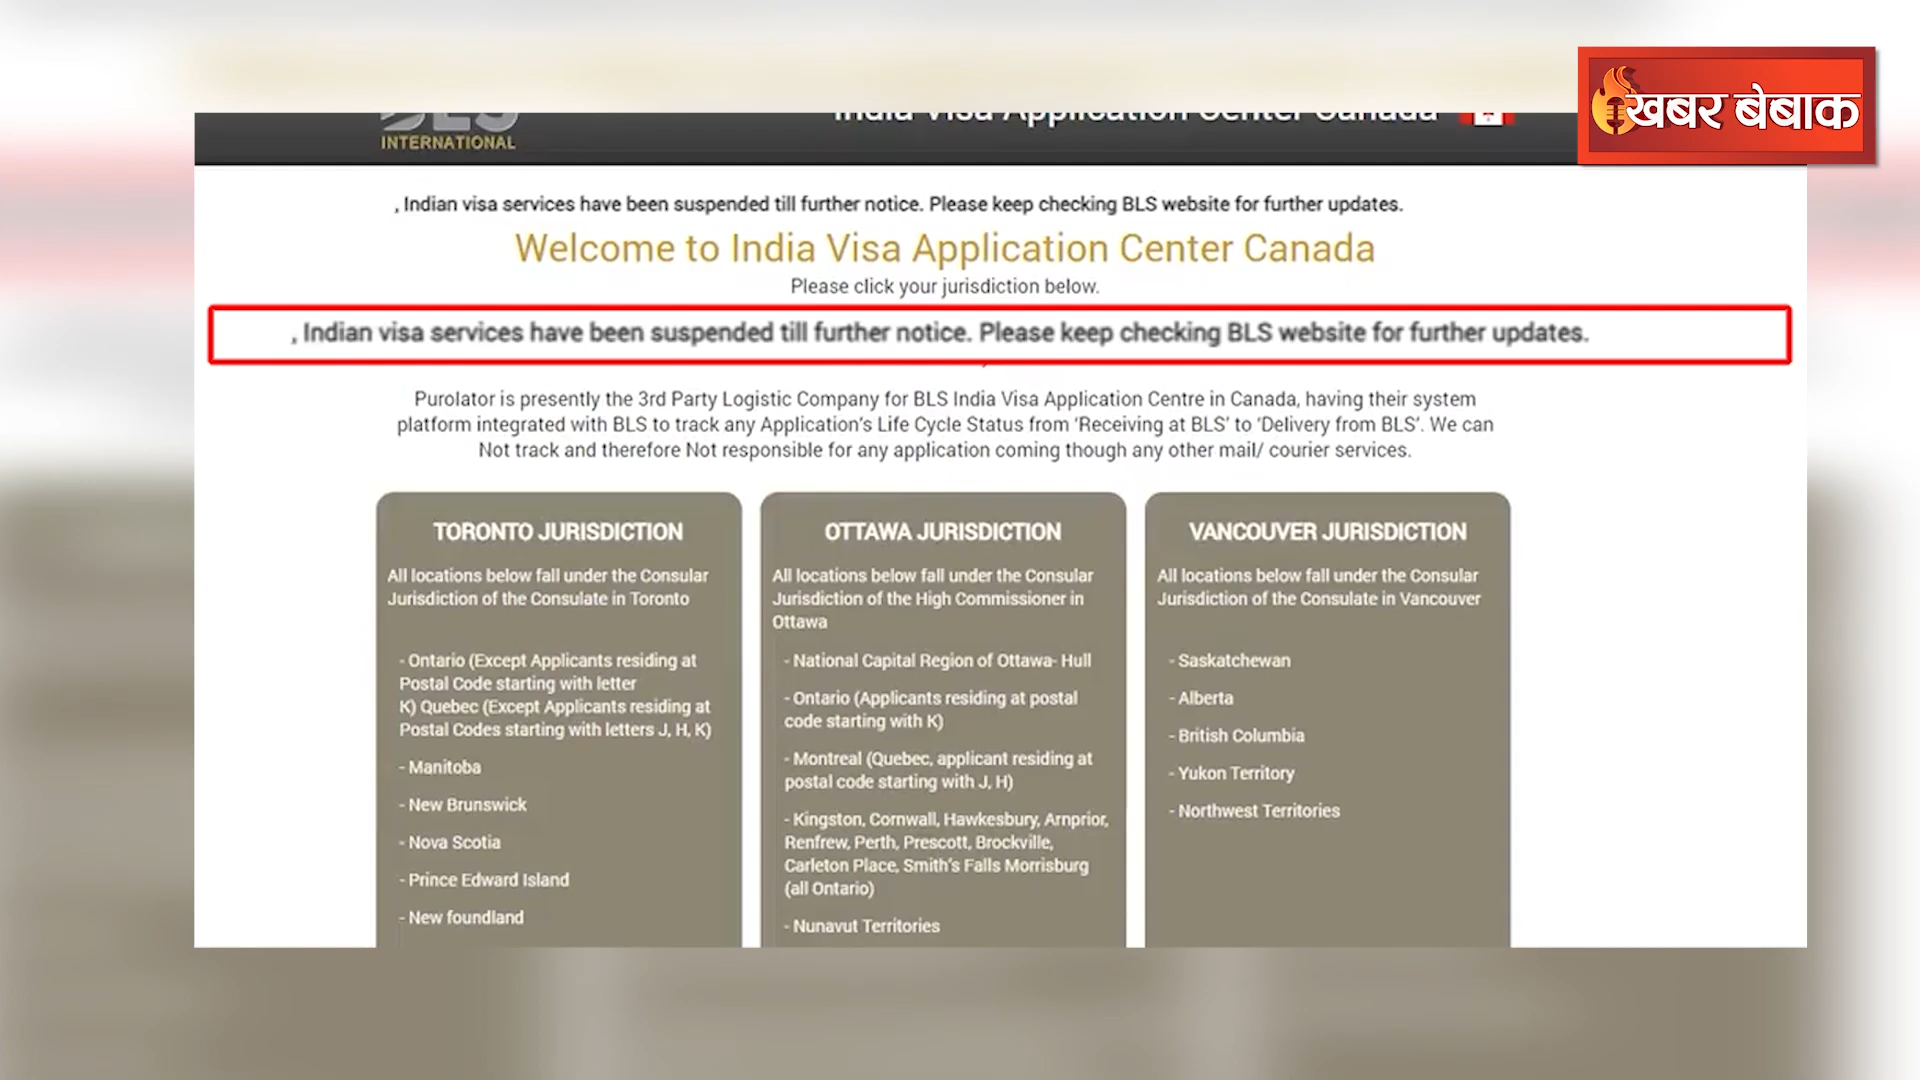 खबर बेबाक
BLS
INTERNATIONAL
India Visa Application Center Canada
, Indian visa services have been suspended till further notice. Please keep checking BLS website for further updates.
Welcome to India Visa Application Center Canada
Please click your jurisdiction below.
, Indian visa services have been suspended till further notice. Please keep checking BLS website for further updates.
Purolator is presently the 3rd Party Logistic Company for BLS India Visa Application Centre in Canada, having their system
platform integrated with BLS to track any Application's Life Cycle Status from ‘Receiving at BLS’ to ‘Delivery from BLS’. We can
Not track and therefore Not responsible for any application coming though any other mail/ courier services.
TORONTO JURISDICTION
All locations below fall under the Consular
Jurisdiction of the Consulate in Toronto
- Ontario (Except Applicants residing at
Postal Code starting with letter
K) Quebec (Except Applicants residing at
Postal Codes starting with letters J, H, K)
- Manitoba
- New Brunswick
- Nova Scotia
- Prince Edward Island
- New foundland
OTTAWA JURISDICTION
All locations below fall under the Consular
Jurisdiction of the High Commissioner in
Ottawa
- National Capital Region of Ottawa- Hull
- Ontario (Applicants residing at postal
code starting with K)
- Montreal (Quebec, applicant residing at
postal code starting with J, H)
- Kingston, Cornwall, Hawkesbury, Arnprior,
Renfrew, Perth, Prescott, Brockville,
Carleton Place, Smith's Falls Morrisburg
(all Ontario)
- Nunavut Territories
VANCOUVER JURISDICTION
All locations below fall under the Consular
Jurisdiction of the Consulate in Vancouver
- Saskatchewan
- Alberta
- British Columbia
- Yukon Territory
- Northwest Territories